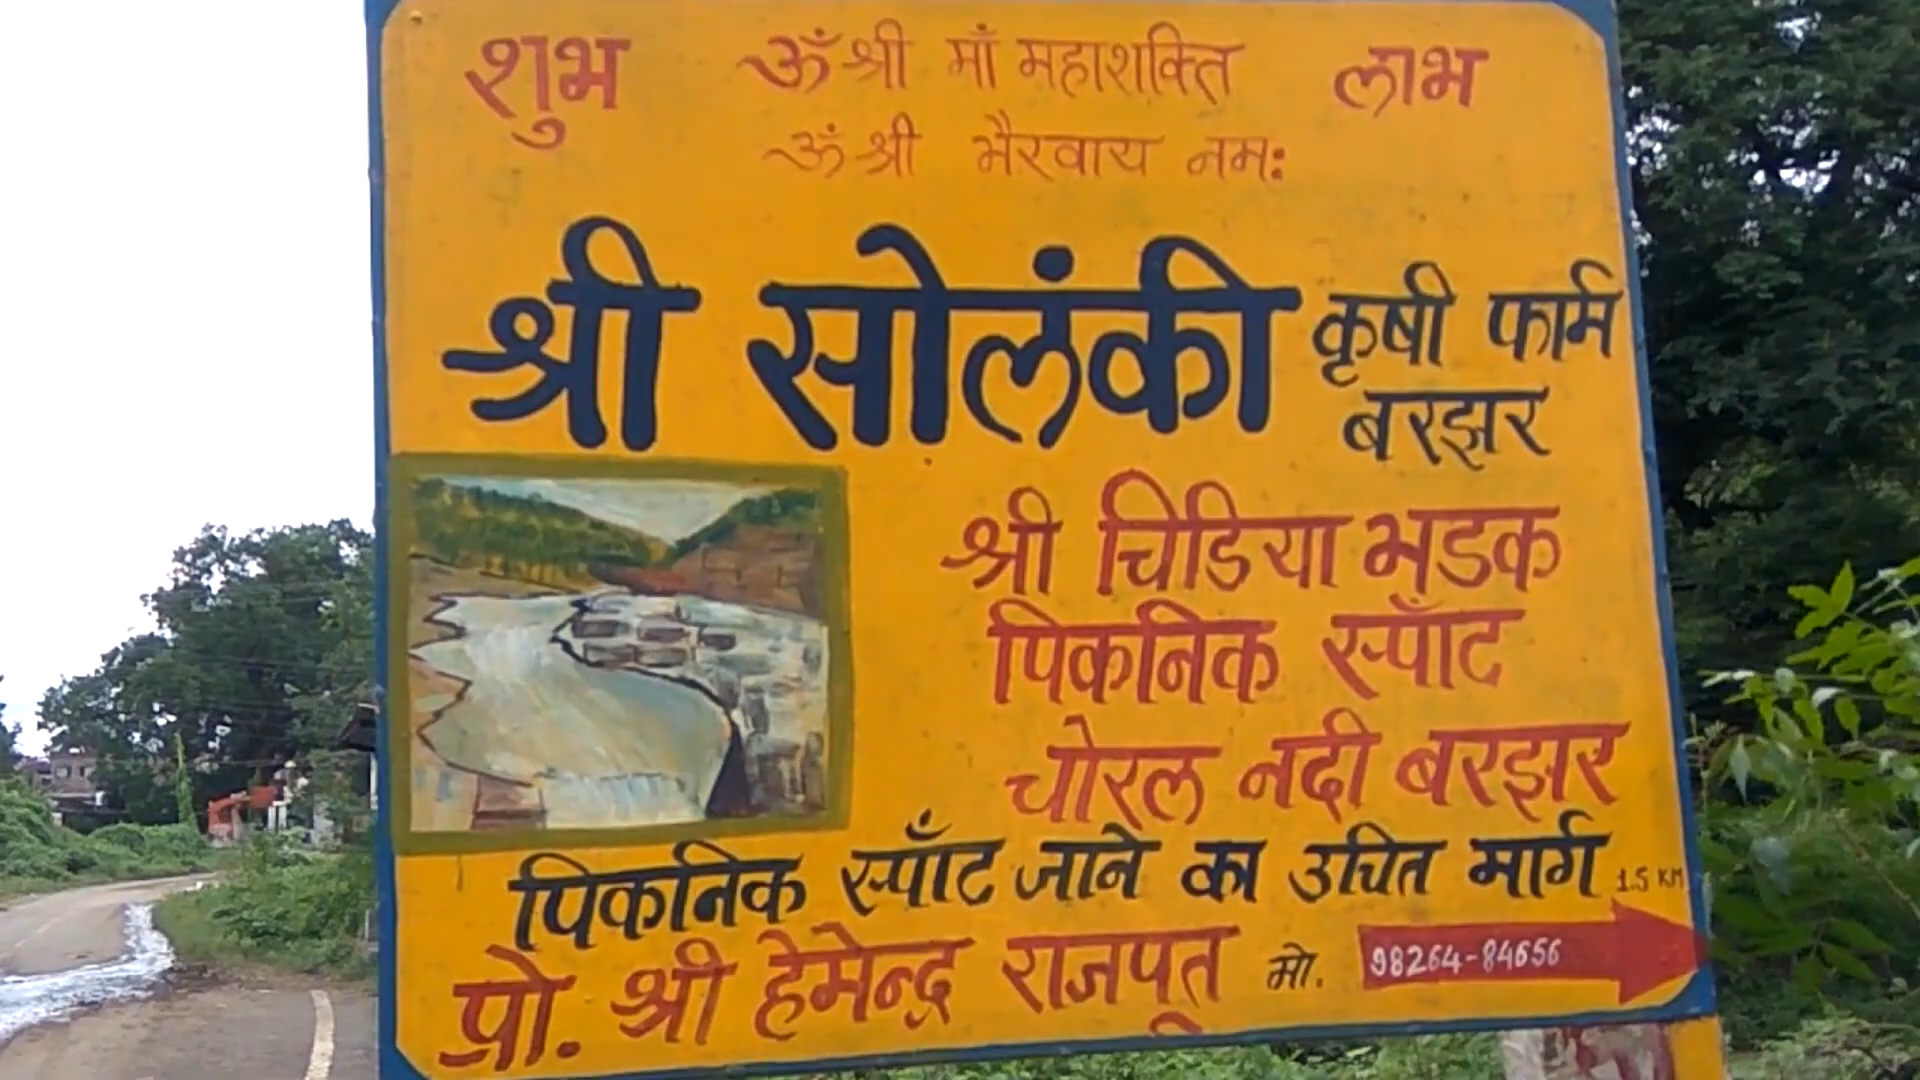 शुभ ॐ श्री माँ महाशक्ति लाभ
ॐ श्री भैरवाय नमः
श्री सोलंकी कृषी फार्म
बरझर
श्री चिडिया भडक
पिकनिक स्पॉट
चोरल नदी बरझर
पिकनिक स्पॉट जाने का उचित मार्ग 1.5 KM
प्रो. श्री हेमेन्द्र राजपूत मो. 98264-84656